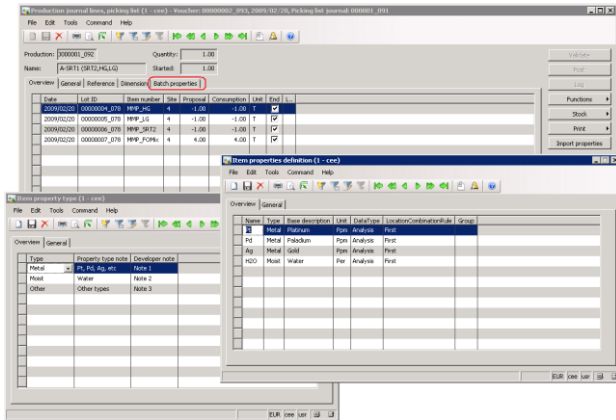 Production journal lines, picking list (1 - cee) - Voucher: 00000002_093, 2009/02/20, Picking list journal: 000001_091
File Edit Tools Command Help
Production: J000001_092 Quantity: 1.00
Name: A-SRT1 (SRT2,HG,LG) Started: 1.00
Overview General Reference Dimension Batch properties
Date Lot ID Item number Site Proposal Consumption Unit End L...
2009/02/20 00000004_078 MMP_HG 4 -1.00 -1.00 T
2009/02/20 00000005_078 MMP_LG 4 -1.00 -1.00 T
2009/02/20 00000006_078 MMP_SRT2 4 -1.00 -1.00 T
2009/02/20 00000007_078 MMP_FOMix 4 4.00 4.00 T
Validate
Post
Log
Functions
Stock
Print
Import properties
Item properties definition (1 - cee)
File Edit Tools Command Help
Overview General
Name Type Base description Unit DataType LocationCombinationRule Group
Pt Metal Platinum Ppm Analysis First
Pd Metal Paladium Ppm Analysis First
Ag Metal Gold Ppm Analysis First
H2O Moist Water Per Analysis First
EUR cee usr
Item property type (1 - cee)
File Edit Tools Command Help
Overview General
Type Property type note Developer note
Metal Pt, Pd, Ag, etc Note 1
Moist Water Note 2
Other Other types Note 3
EUR cee usr